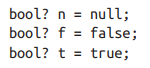 bool? n = null;
bool? f = false;
bool? t = true;